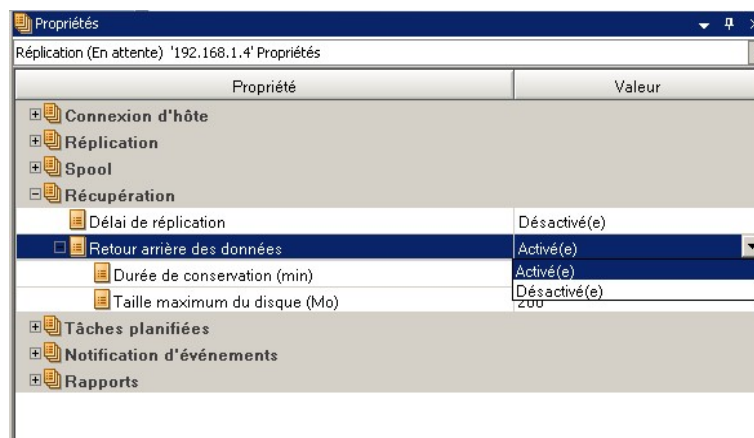 Propriétés
Réplication (En attente) '192.168.1.4' Propriétés
Propriété Valeur
Connexion d'hôte
Réplication
Spool
Récupération
Délai de réplication Désactivé(e)
Retour arrière des données Activé(e)
Durée de conservation (min) Activé(e)
Désactivé(e)
Taille maximum du disque (Mo) 200
Tâches planifiées
Notification d'événements
Rapports